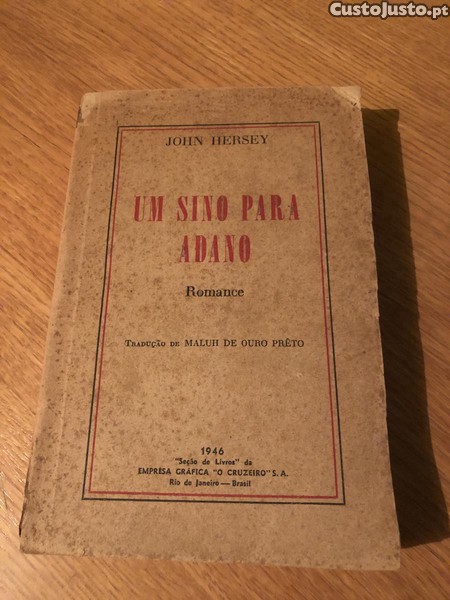 CustoJusto.pt
JOHN HERSEY
UM SINO PARA
ADANO
Romance
TRADUÇÃO DE MALUH DE OURO PRÊTO
1946
"Seção de Livros" da
EMPRESA GRÁFICA "O CRUZEIRO" S. A.
Rio de Janeiro — Brasil